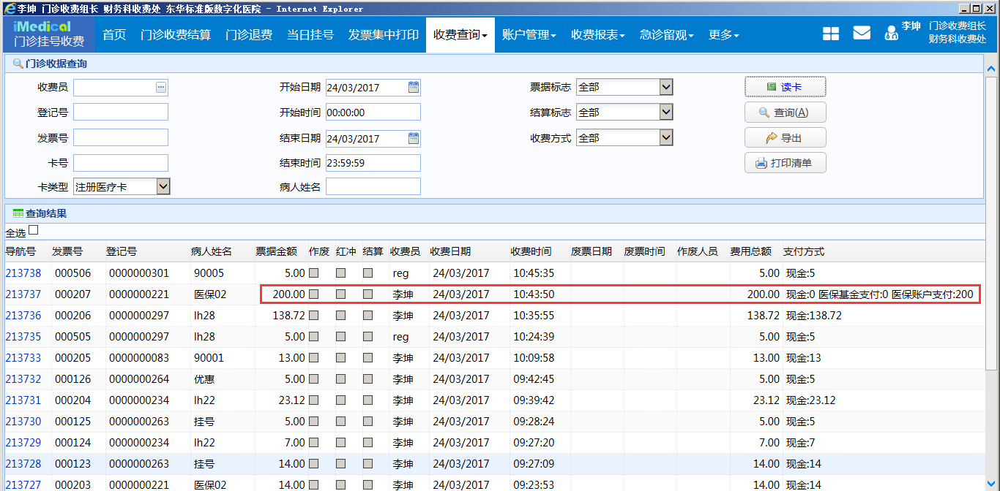 李坤 门诊收费组长 财务科收费处 东华标准版数字化医院 - Internet Explorer
iMedical
门诊挂号收费
首页 门诊收费结算 门诊退费 当日挂号 发票集中打印 收费查询 账户管理 收费报表 急诊留观 更多
李坤 门诊收费组长
财务科收费处
门诊收据查询
收费员 开始日期 24/03/2017 票据标志 全部 读卡
登记号 开始时间 00:00:00 结算标志 全部 查询(A)
发票号 结束日期 24/03/2017 收费方式 全部 导出
卡号 结束时间 23:59:59 打印清单
卡类型 注册医疗卡 病人姓名
查询结果
全选
导航号 发票号 登记号 病人姓名 票据金额 作废 红冲 结算 收费员 收费日期 收费时间 废票日期 废票时间 作废人员 费用总额 支付方式
213738 000506 0000000301 90005 5.00 reg 24/03/2017 10:45:35 5.00 现金:5
213737 000207 0000000221 医保02 200.00 李坤 24/03/2017 10:43:50 200.00 现金:0 医保基金支付:0 医保账户支付:200
213736 000206 0000000297 lh28 138.72 李坤 24/03/2017 10:35:55 138.72 现金:138.72
213735 000505 0000000297 lh28 5.00 reg 24/03/2017 10:24:39 5.00 现金:5
213733 000205 0000000083 90001 13.00 李坤 24/03/2017 10:09:58 13.00 现金:13
213732 000126 0000000264 优惠 5.00 李坤 24/03/2017 09:42:45 5.00 现金:5
213731 000204 0000000234 lh22 23.12 李坤 24/03/2017 09:39:42 23.12 现金:23.12
213730 000125 0000000263 挂号 5.00 李坤 24/03/2017 09:28:24 5.00 现金:5
213729 000124 0000000234 lh22 7.00 李坤 24/03/2017 09:27:20 7.00 现金:7
213728 000123 0000000263 挂号 14.00 李坤 24/03/2017 09:27:09 14.00 现金:14
213727 000203 0000000221 医保02 14.00 李坤 24/03/2017 09:23:53 14.00 现金:14